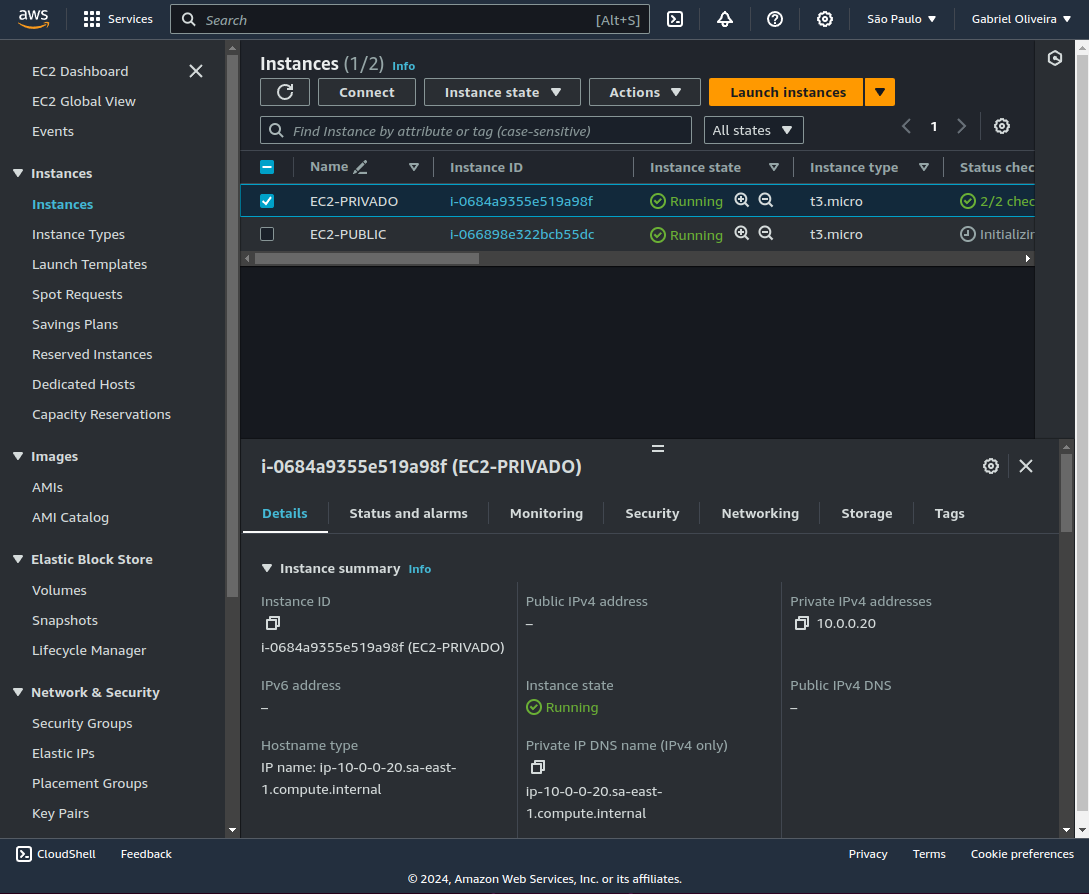 aws Services Search [Alt+S] São Paulo Gabriel Oliveira
EC2 Dashboard
EC2 Global View
Events
Instances
Instances
Instance Types
Launch Templates
Spot Requests
Savings Plans
Reserved Instances
Dedicated Hosts
Capacity Reservations
Images
AMIs
AMI Catalog
Elastic Block Store
Volumes
Snapshots
Lifecycle Manager
Network & Security
Security Groups
Elastic IPs
Placement Groups
Key Pairs
Instances (1/2) Info
Connect Instance state Actions Launch instances
Find Instance by attribute or tag (case-sensitive) All states 1
Name Instance ID Instance state Instance type Status chec
EC2-PRIVADO i-0684a9355e519a98f Running t3.micro 2/2 chec
EC2-PUBLIC i-066898e322bcb55dc Running t3.micro Initializin
i-0684a9355e519a98f (EC2-PRIVADO)
Details Status and alarms Monitoring Security Networking Storage Tags
Instance summary Info
Instance ID
i-0684a9355e519a98f (EC2-PRIVADO)
Public IPv4 address
–
Private IPv4 addresses
10.0.0.20
IPv6 address
–
Instance state
Running
Public IPv4 DNS
–
Hostname type
IP name: ip-10-0-0-20.sa-east-
1.compute.internal
Private IP DNS name (IPv4 only)
ip-10-0-0-20.sa-east-
1.compute.internal
CloudShell Feedback Privacy Terms Cookie preferences
© 2024, Amazon Web Services, Inc. or its affiliates.